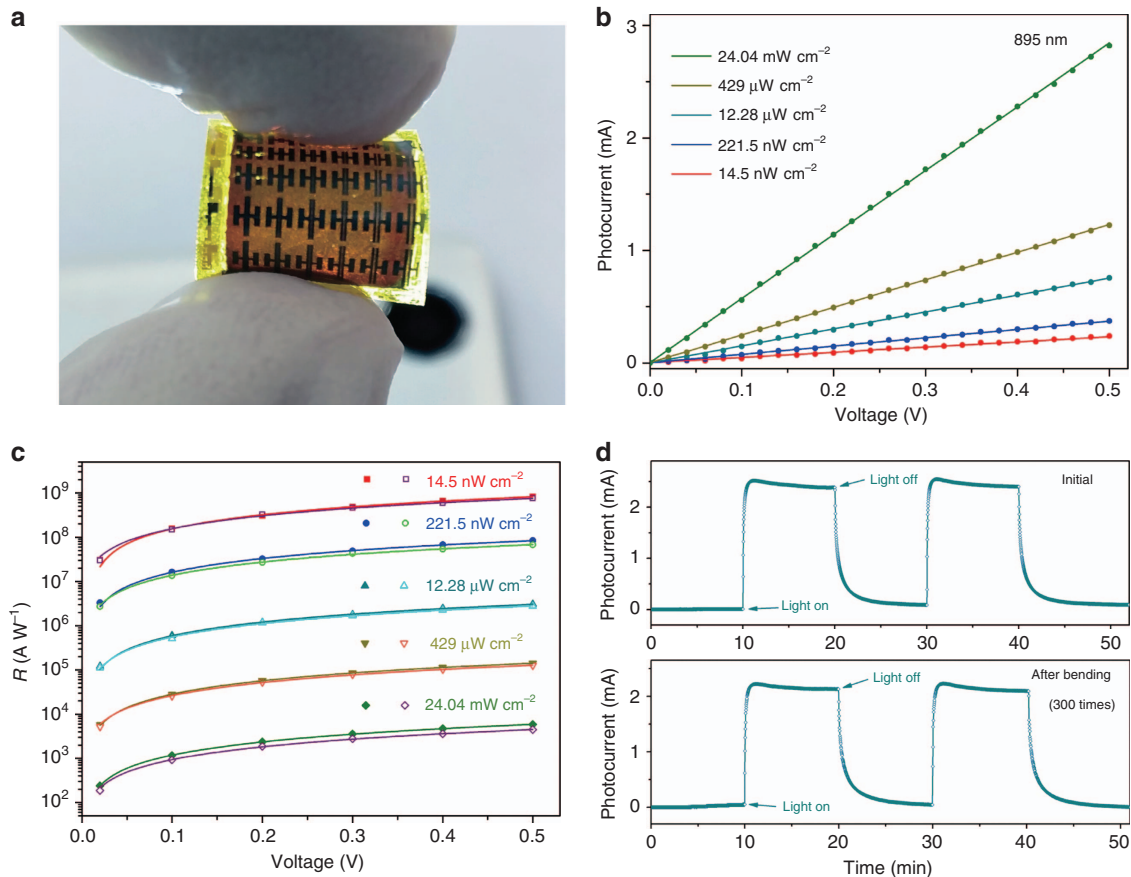 a
b
3
2
1
0
Photocurrent (mA)
895 nm
24.04 mW cm⁻²
429 μW cm⁻²
12.28 μW cm⁻²
221.5 nW cm⁻²
14.5 nW cm⁻²
0.0 0.1 0.2 0.3 0.4 0.5
Voltage (V)
c
10⁹
10⁸
10⁷
10⁶
10⁵
10⁴
10³
10²
R (A W⁻¹)
14.5 nW cm⁻²
221.5 nW cm⁻²
12.28 μW cm⁻²
429 μW cm⁻²
24.04 mW cm⁻²
0.0 0.1 0.2 0.3 0.4 0.5
Voltage (V)
d
Photocurrent (mA)
2
1
0
Light off
Initial
Light on
0 10 20 30 40 50
Photocurrent (mA)
2
1
0
Light off
After bending
(300 times)
Light on
0 10 20 30 40 50
Time (min)